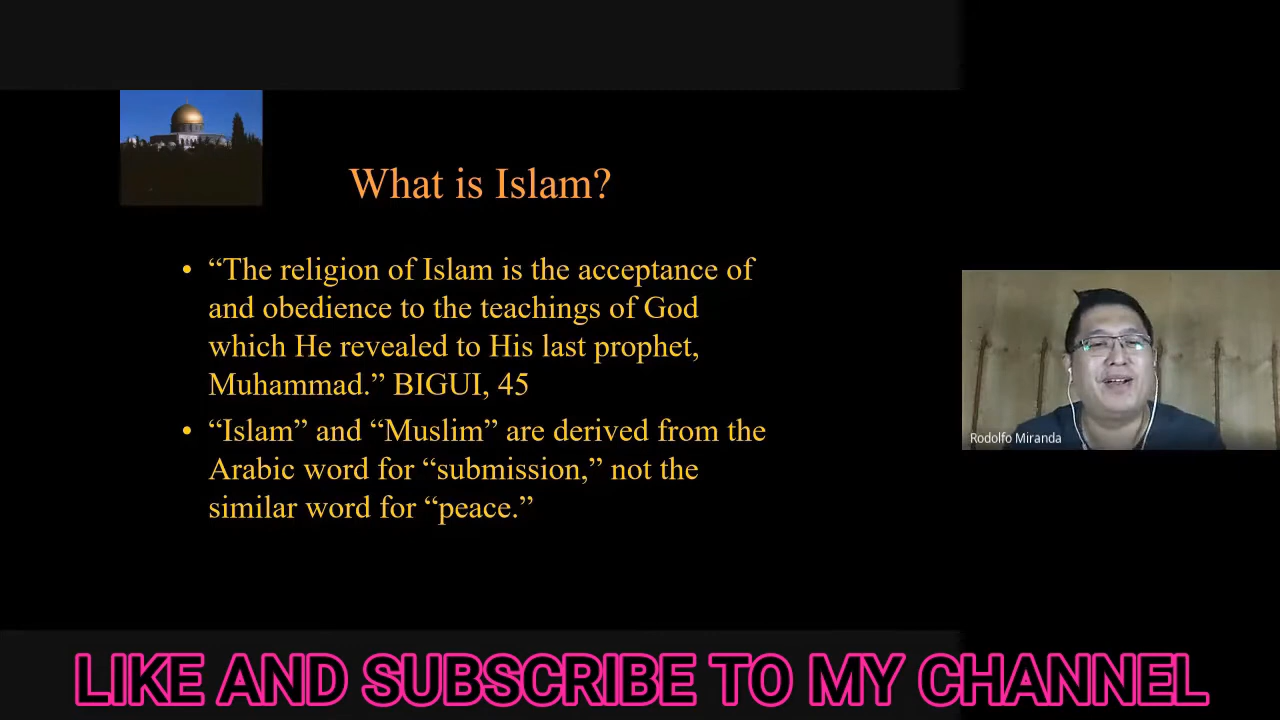 What is Islam?
• “The religion of Islam is the acceptance of
and obedience to the teachings of God
which He revealed to His last prophet,
Muhammad.” BIGUI, 45
• “Islam” and “Muslim” are derived from the
Arabic word for “submission,” not the
similar word for “peace.”
Rodolfo Miranda
LIKE AND SUBSCRIBE TO MY CHANNEL